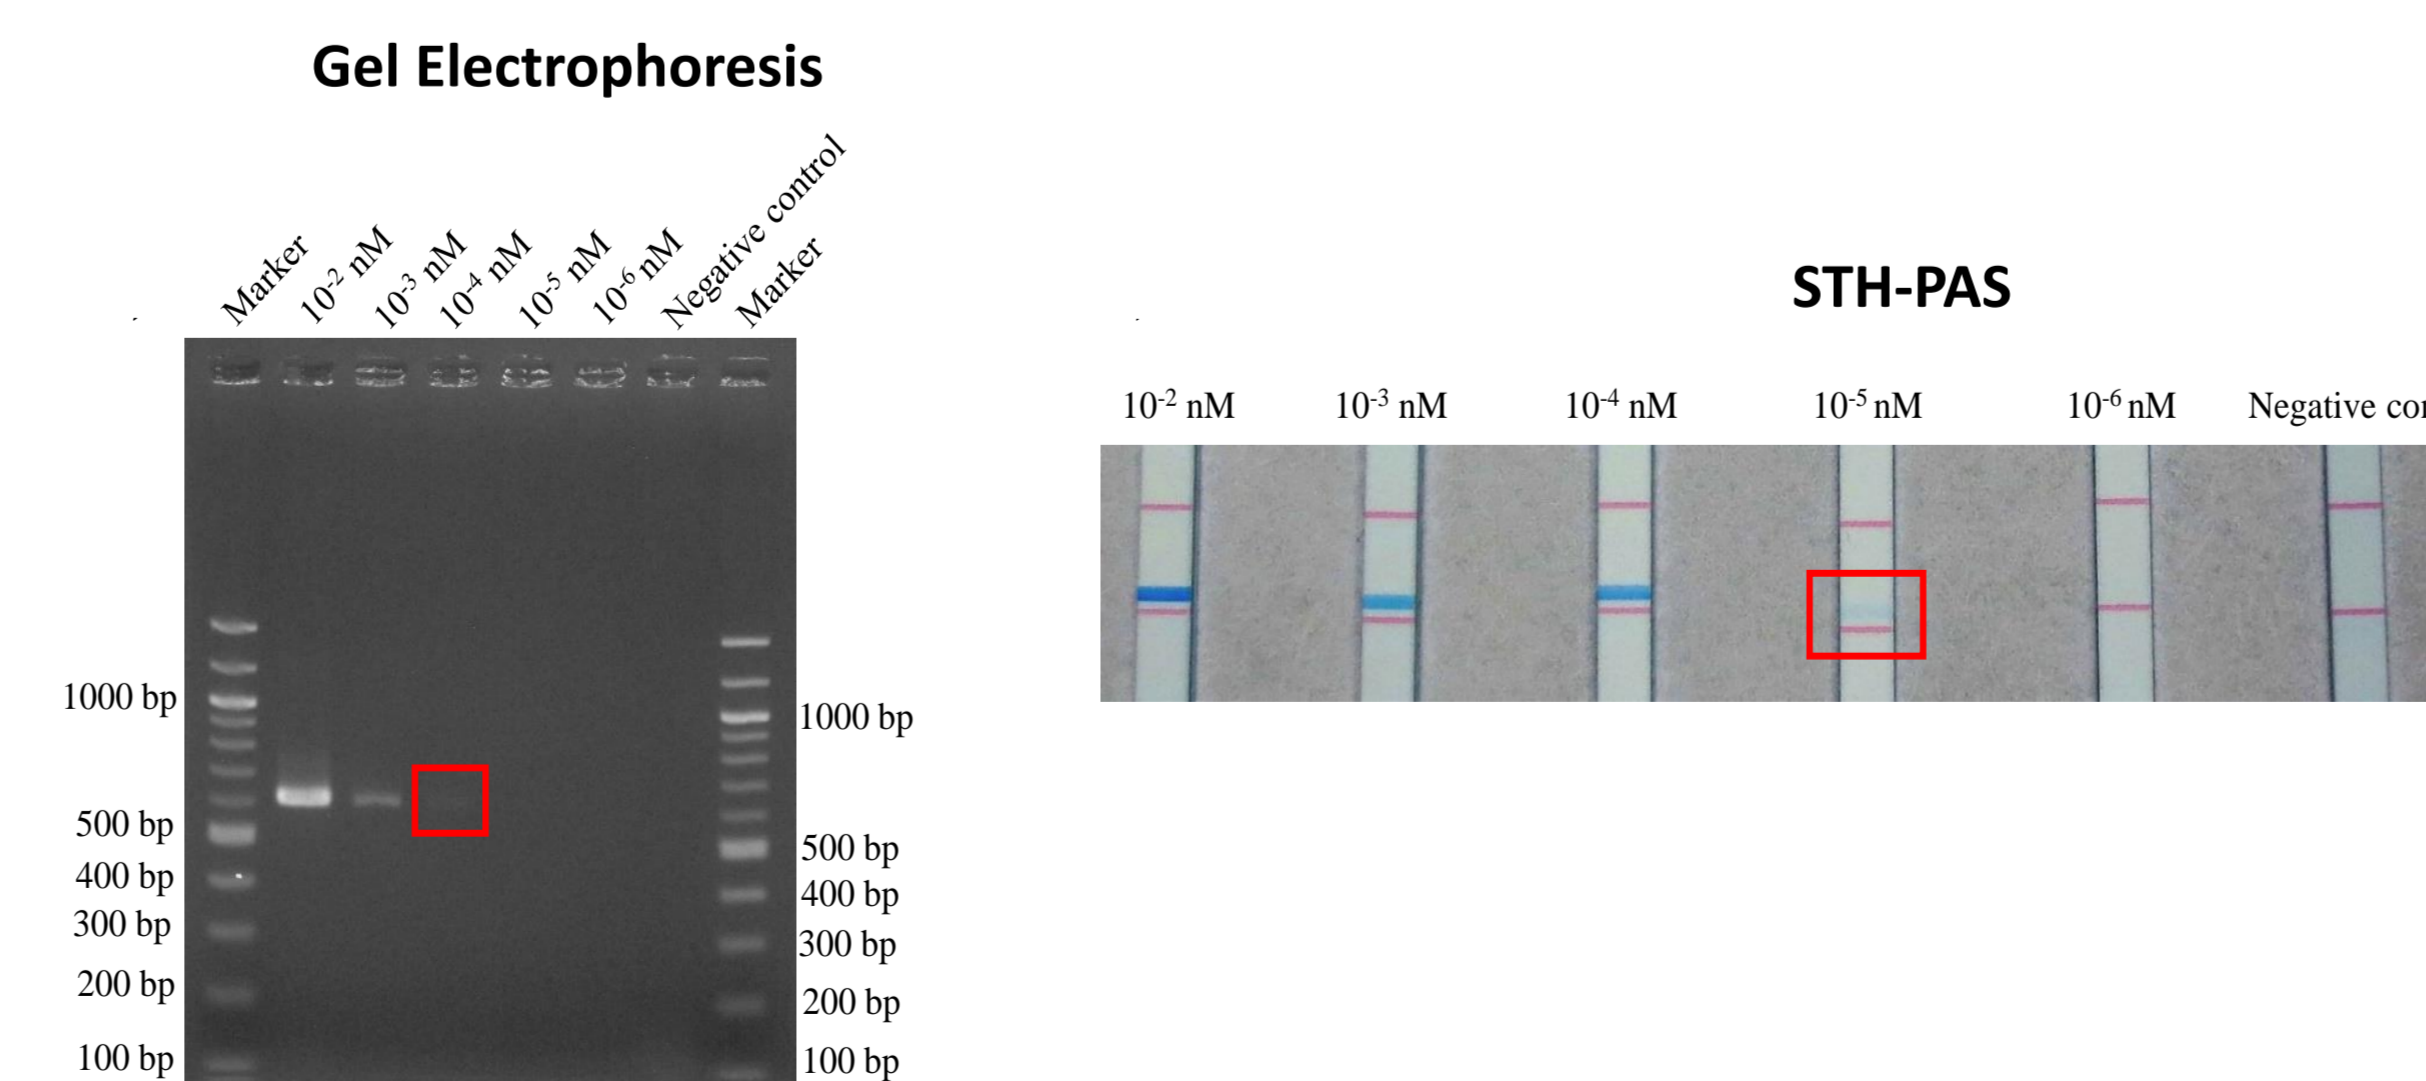 Gel Electrophoresis
Marker
10⁻² nM
10⁻³ nM
10⁻⁴ nM
10⁻⁵ nM
10⁻⁶ nM
Negative control
Marker
1000 bp
500 bp
400 bp
300 bp
200 bp
100 bp
1000 bp
500 bp
400 bp
300 bp
200 bp
100 bp
STH-PAS
10⁻² nM 10⁻³ nM 10⁻⁴ nM 10⁻⁵ nM 10⁻⁶ nM Negative con